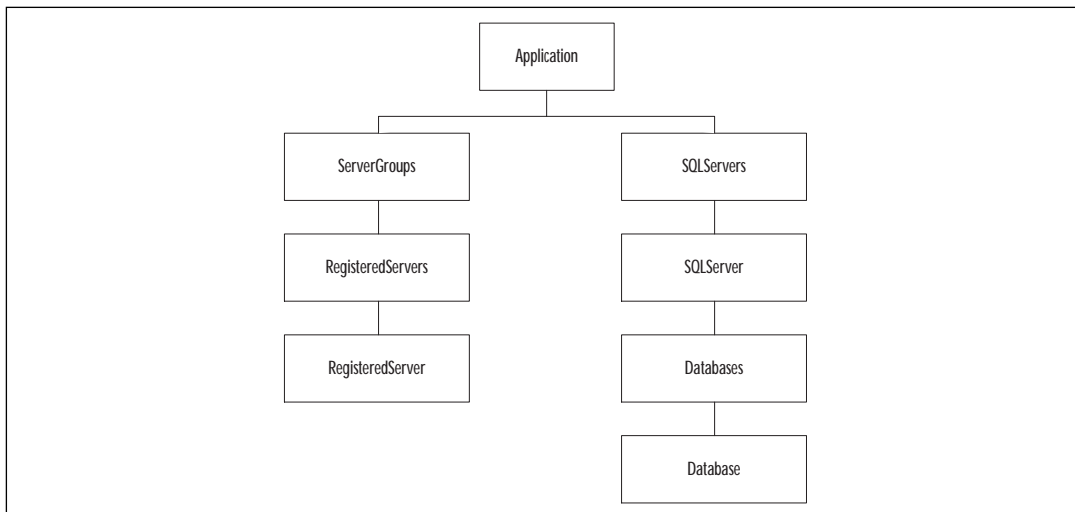 Application
ServerGroups
SQLServers
RegisteredServers
SQLServer
RegisteredServer
Databases
Database